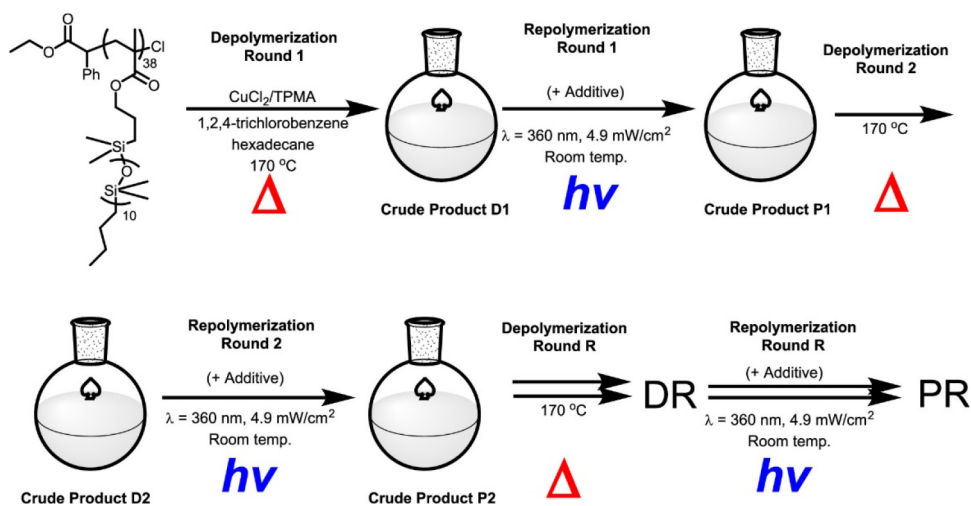 O
O
Cl
38
Ph
O
O
Si
O
Si
10
Depolymerization
Round 1
CuCl2/TPMA
1,2,4-trichlorobenzene
hexadecane
170 °C
Δ
Crude Product D1
Repolymerization
Round 1
(+ Additive)
λ = 360 nm, 4.9 mW/cm²
Room temp.
hv
Crude Product P1
Depolymerization
Round 2
170 °C
Δ
Crude Product D2
Repolymerization
Round 2
(+ Additive)
λ = 360 nm, 4.9 mW/cm²
Room temp.
hv
Crude Product P2
Depolymerization
Round R
170 °C
Δ
DR
Repolymerization
Round R
(+ Additive)
λ = 360 nm, 4.9 mW/cm²
Room temp.
hv
PR